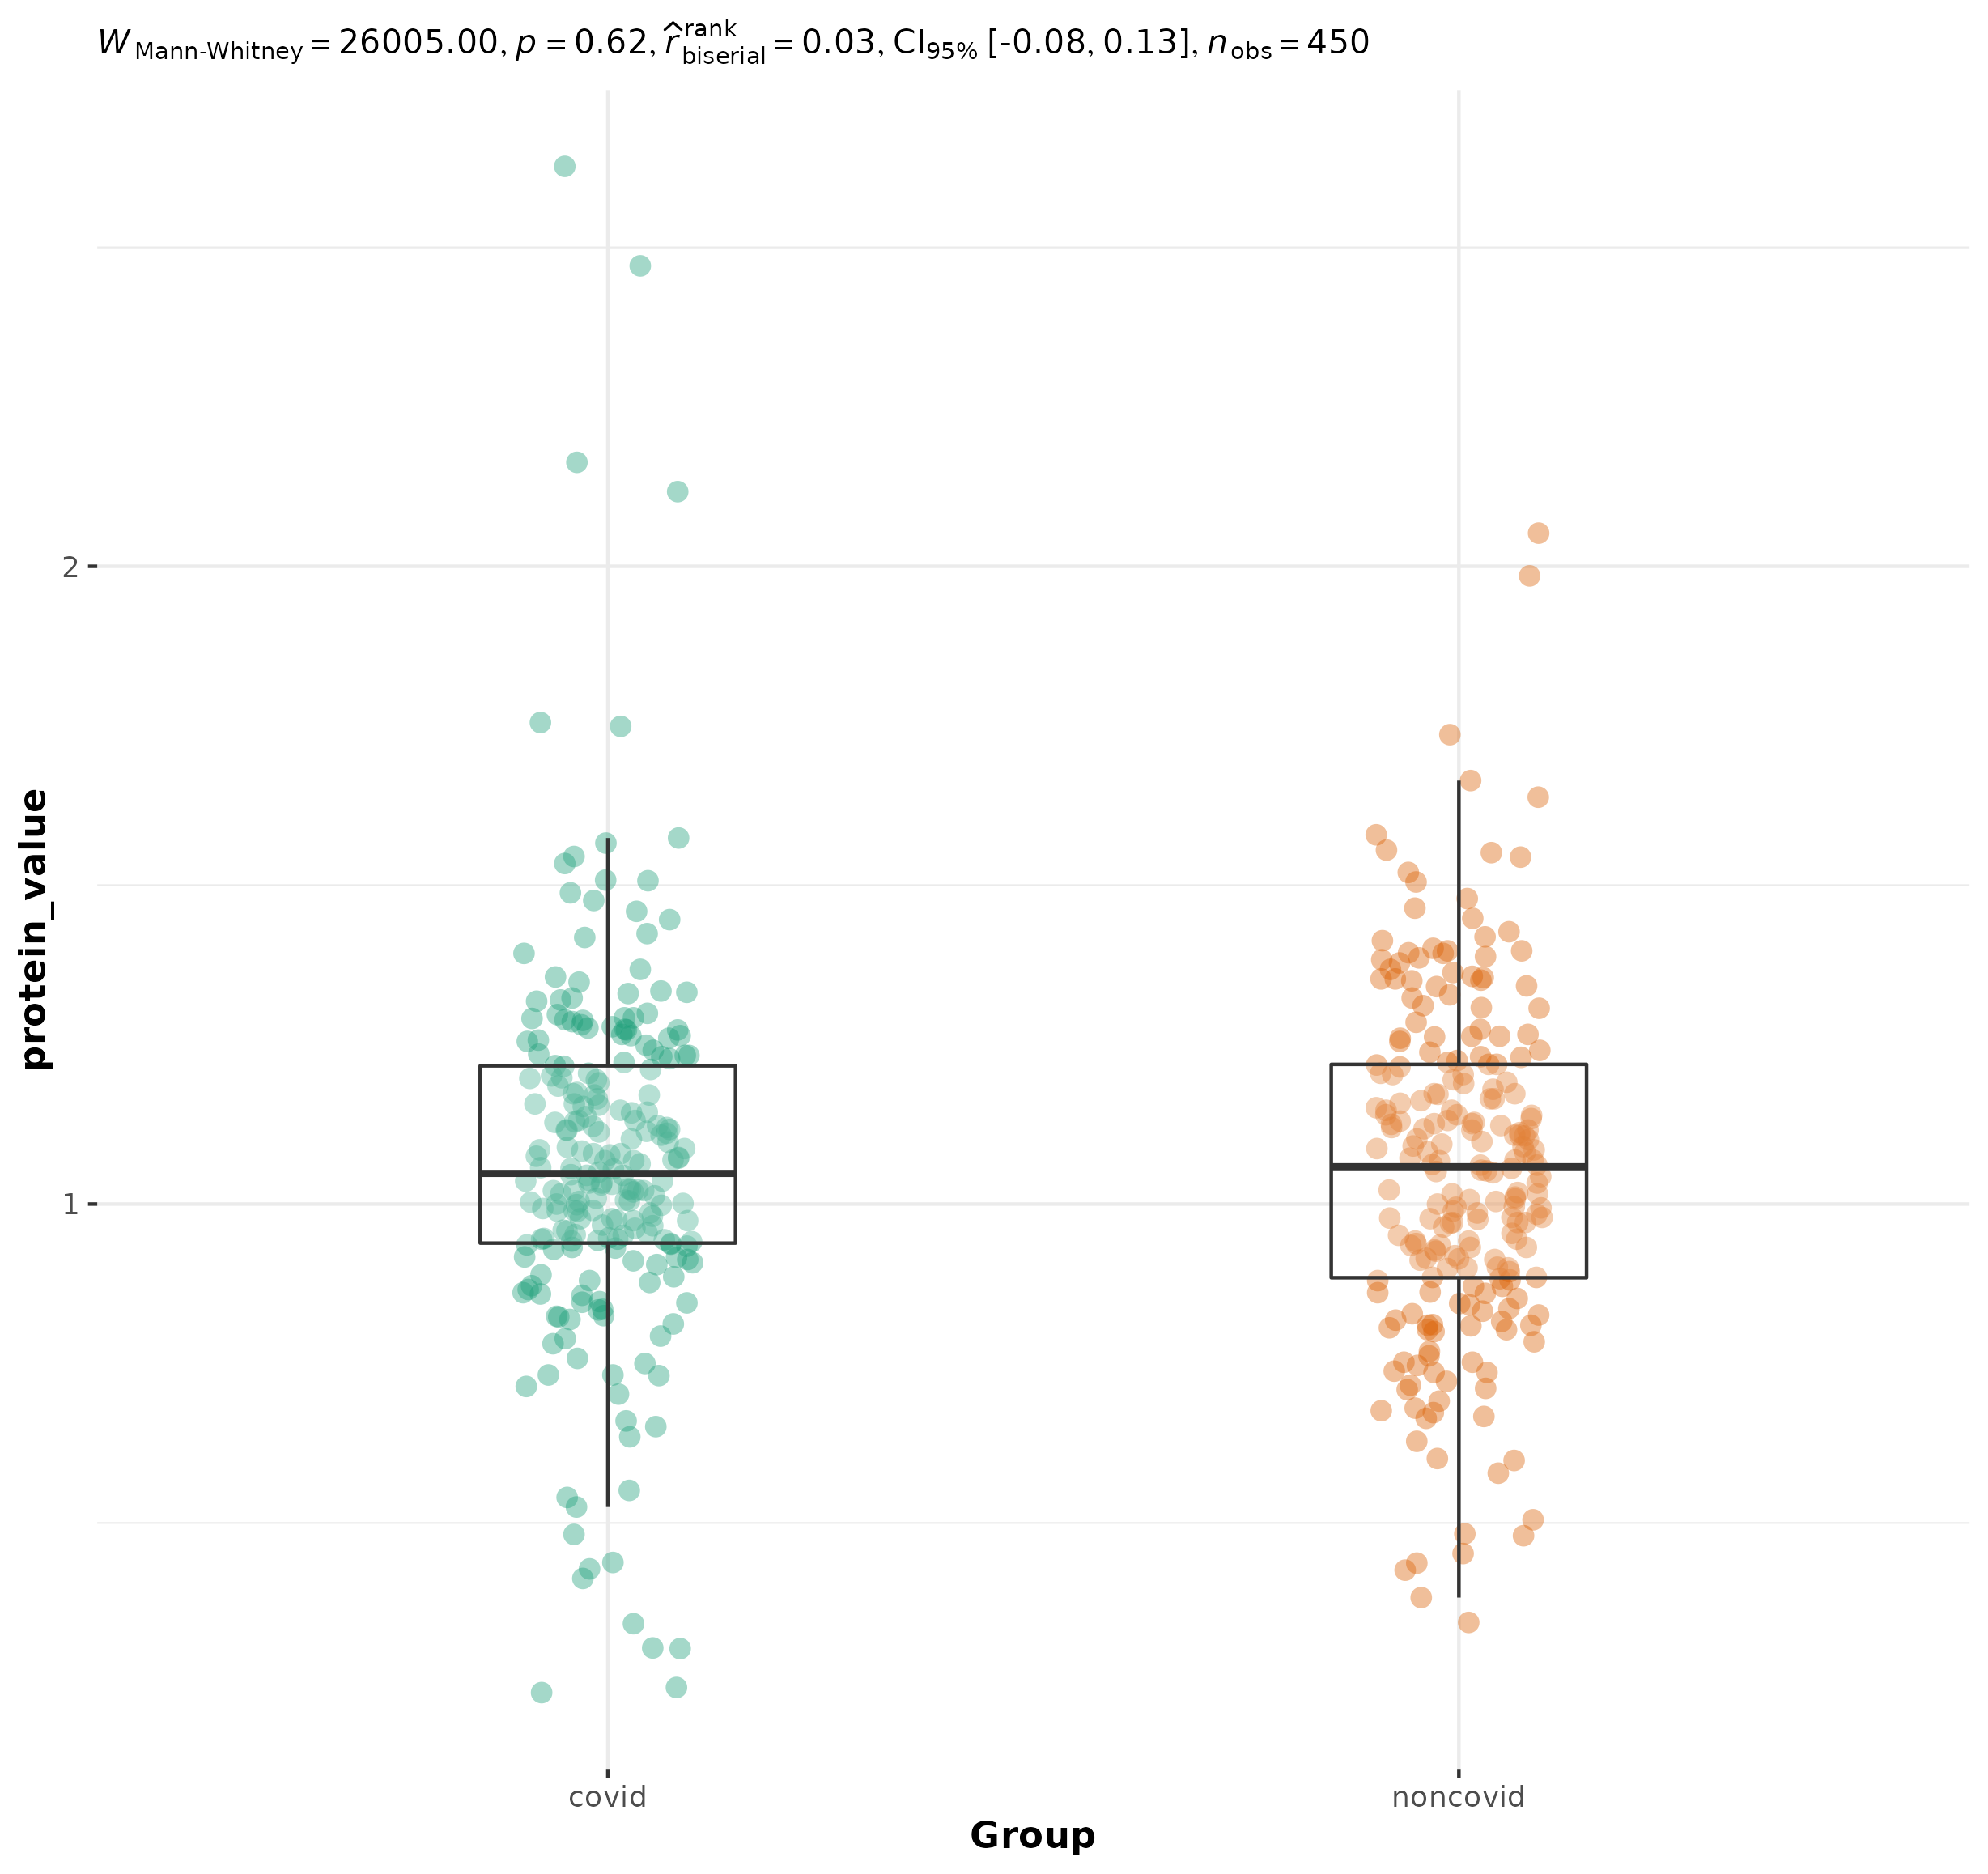 W Mann-Whitney = 26005.00, p = 0.62, r̂ rank biserial = 0.03, CI95% [-0.08, 0.13], n obs = 450
2
protein_value
1
covid noncovid
Group